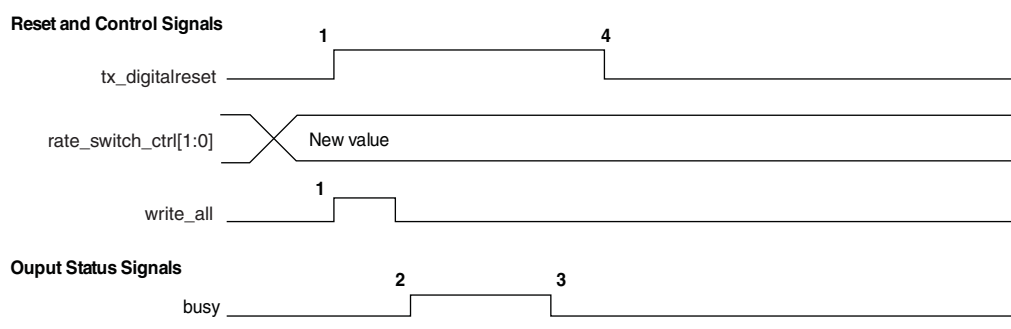 Reset and Control Signals
1 4
tx_digitalreset
rate_switch_ctrl[1:0] New value
1
write_all
Ouput Status Signals
2 3
busy